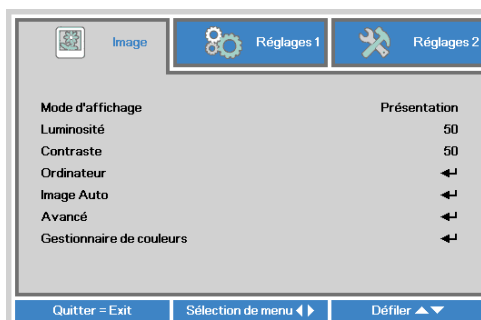 Image Réglages 1 Réglages 2
Mode d'affichage Présentation
Luminosité 50
Contraste 50
Ordinateur
Image Auto
Avancé
Gestionnaire de couleurs
Quitter = Exit Sélection de menu Défiler